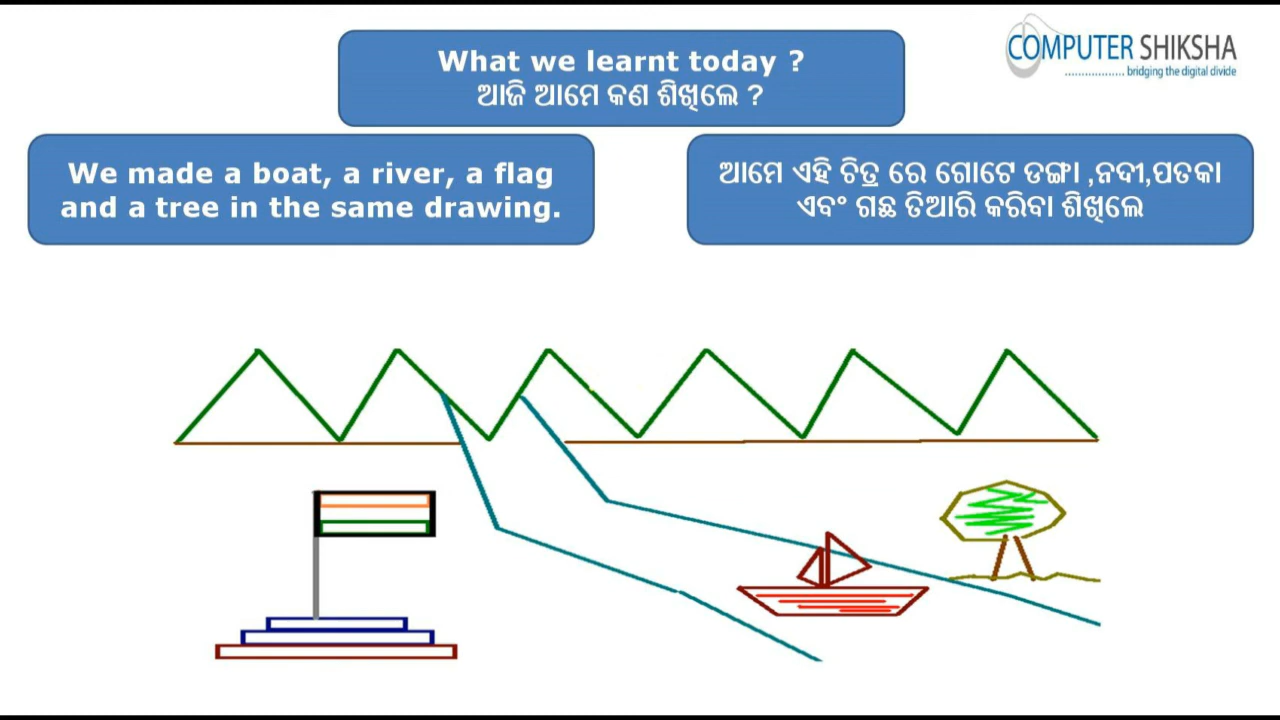 What we learnt today ?
ଆଜି ଆମେ କଣ ଶିଖିଲେ ?
COMPUTER SHIKSHA
bridging the digital divide
We made a boat, a river, a flag
and a tree in the same drawing.
ଆମେ ଏହି ଚିତ୍ର ରେ ଗୋଟେ ଡଙ୍ଗା ,ନଦୀ,ପତକା
ଏବଂ ଗଛ ତିଆରି କରିବା ଶିଖିଲେ